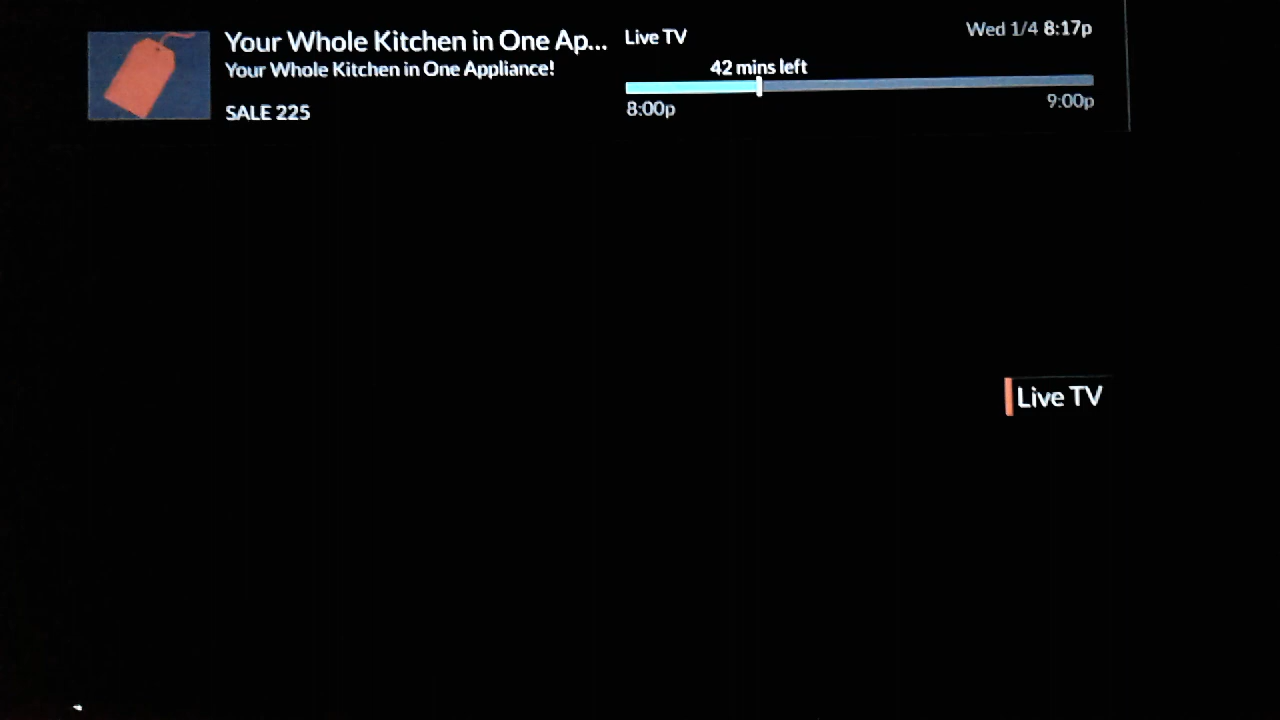 Your Whole Kitchen in One Ap...
Your Whole Kitchen in One Appliance!
SALE 225
Live TV
Wed 1/4 8:17p
42 mins left
8:00p
9:00p
Live TV